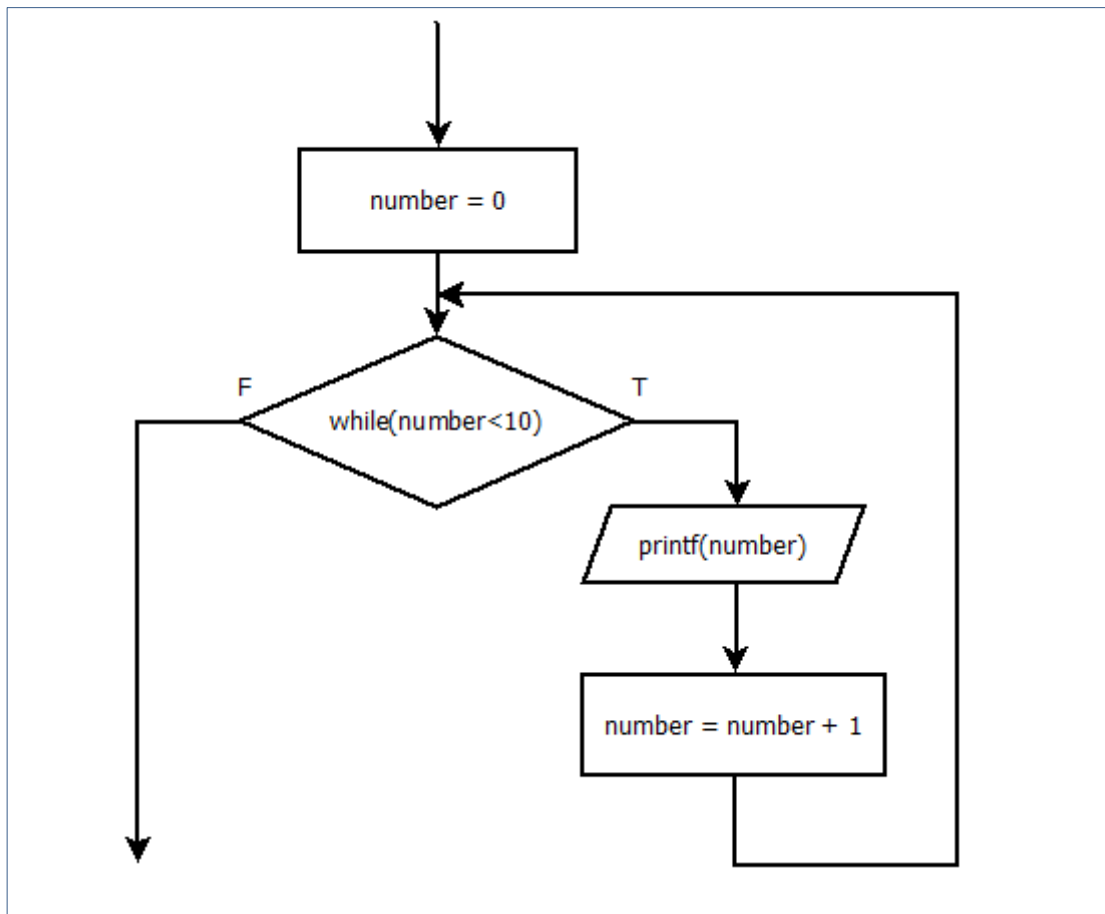 number = 0
F
T
while(number<10)
printf(number)
number = number + 1